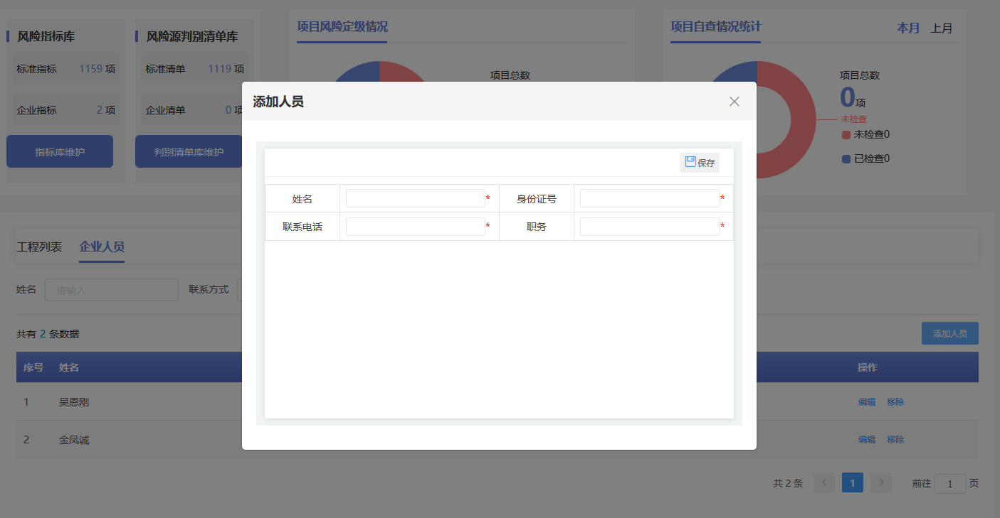 风险指标库
标准指标 1159 项
企业指标 2 项
指标库维护
风险源判别清单库
标准清单 1119 项
企业清单 0 项
判别清单库维护
项目风险定级情况
项目总数
项目自查情况统计
本月 上月
项目总数
0项
未检查
未检查0
已检查0
添加人员
保存
姓名 * 身份证号 *
联系电话 * 职务 *
工程列表 企业人员
姓名 请输入 联系方式
共有 2 条数据
添加人员
序号 姓名 操作
1 吴恩刚 编辑 移除
2 金凤诚 编辑 移除
共 2 条 1 前往 1 页